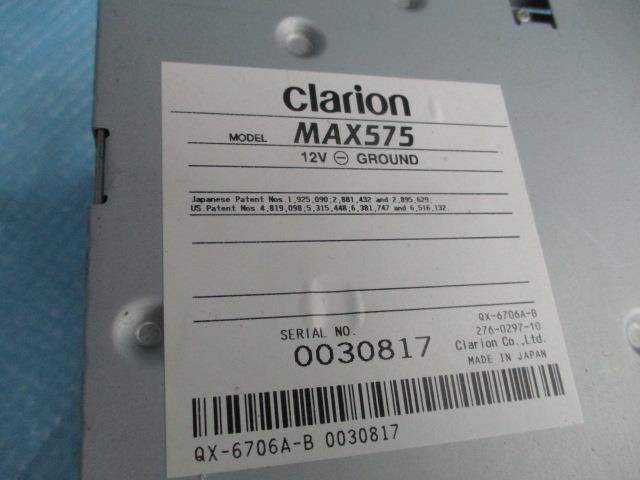 Clarion
MODEL MAX575
12V ⊖ GROUND
Japanese Patent Nos.1,925,090;2,881,432 and 2,895,629;
US Patent Nos.4,819,098;5,315,448;6,381,747 and 6,516,132
QX-6706A-B
SERIAL NO. 276-0297-10
0030817 Clarion Co.,Ltd.
MADE IN JAPAN
QX-6706A-B 0030817